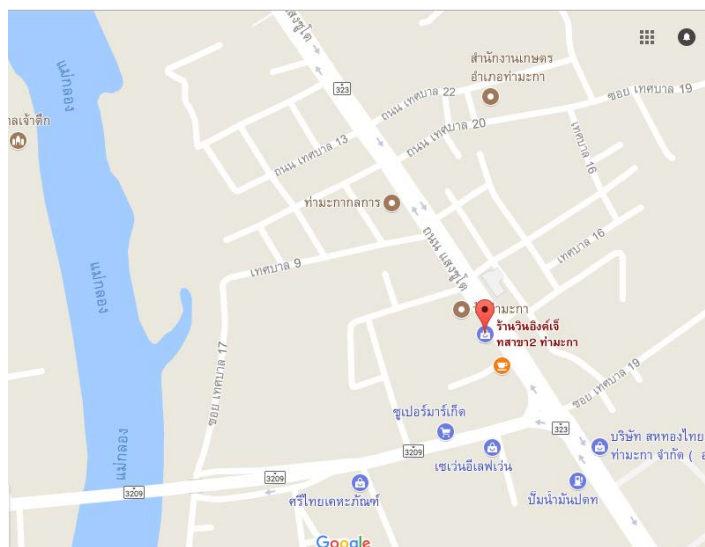 แสงชูโต
323
สำนักงานเกษตร
อำเภอท่ามะกา
แม่กลอง
ถนน เทศบาล 22
ซอย เทศบาล 19
ถนน เทศบาล 20
เทศบาล 16
ถนน เทศบาล 13
ท่ามะกากลการ
ถนน แสงชูโต
เทศบาล 16
เทศบาล 9
แม่กลอง
ร้านวินอิงค์เจ็
ทสาขา2 ท่ามะกา
ซอย เทศบาล 17
ซอย เทศบาล 19
ซูเปอร์มาร์เก็ต
323
บริษัท สหทองไทย
ท่ามะกา จำกัด (
แม่กลอง
3209
เซเว่นอีเลฟเว่น
3209
ศรีไทยเคหะภัณฑ์
ปั๊มน้ำมันปตท
Google